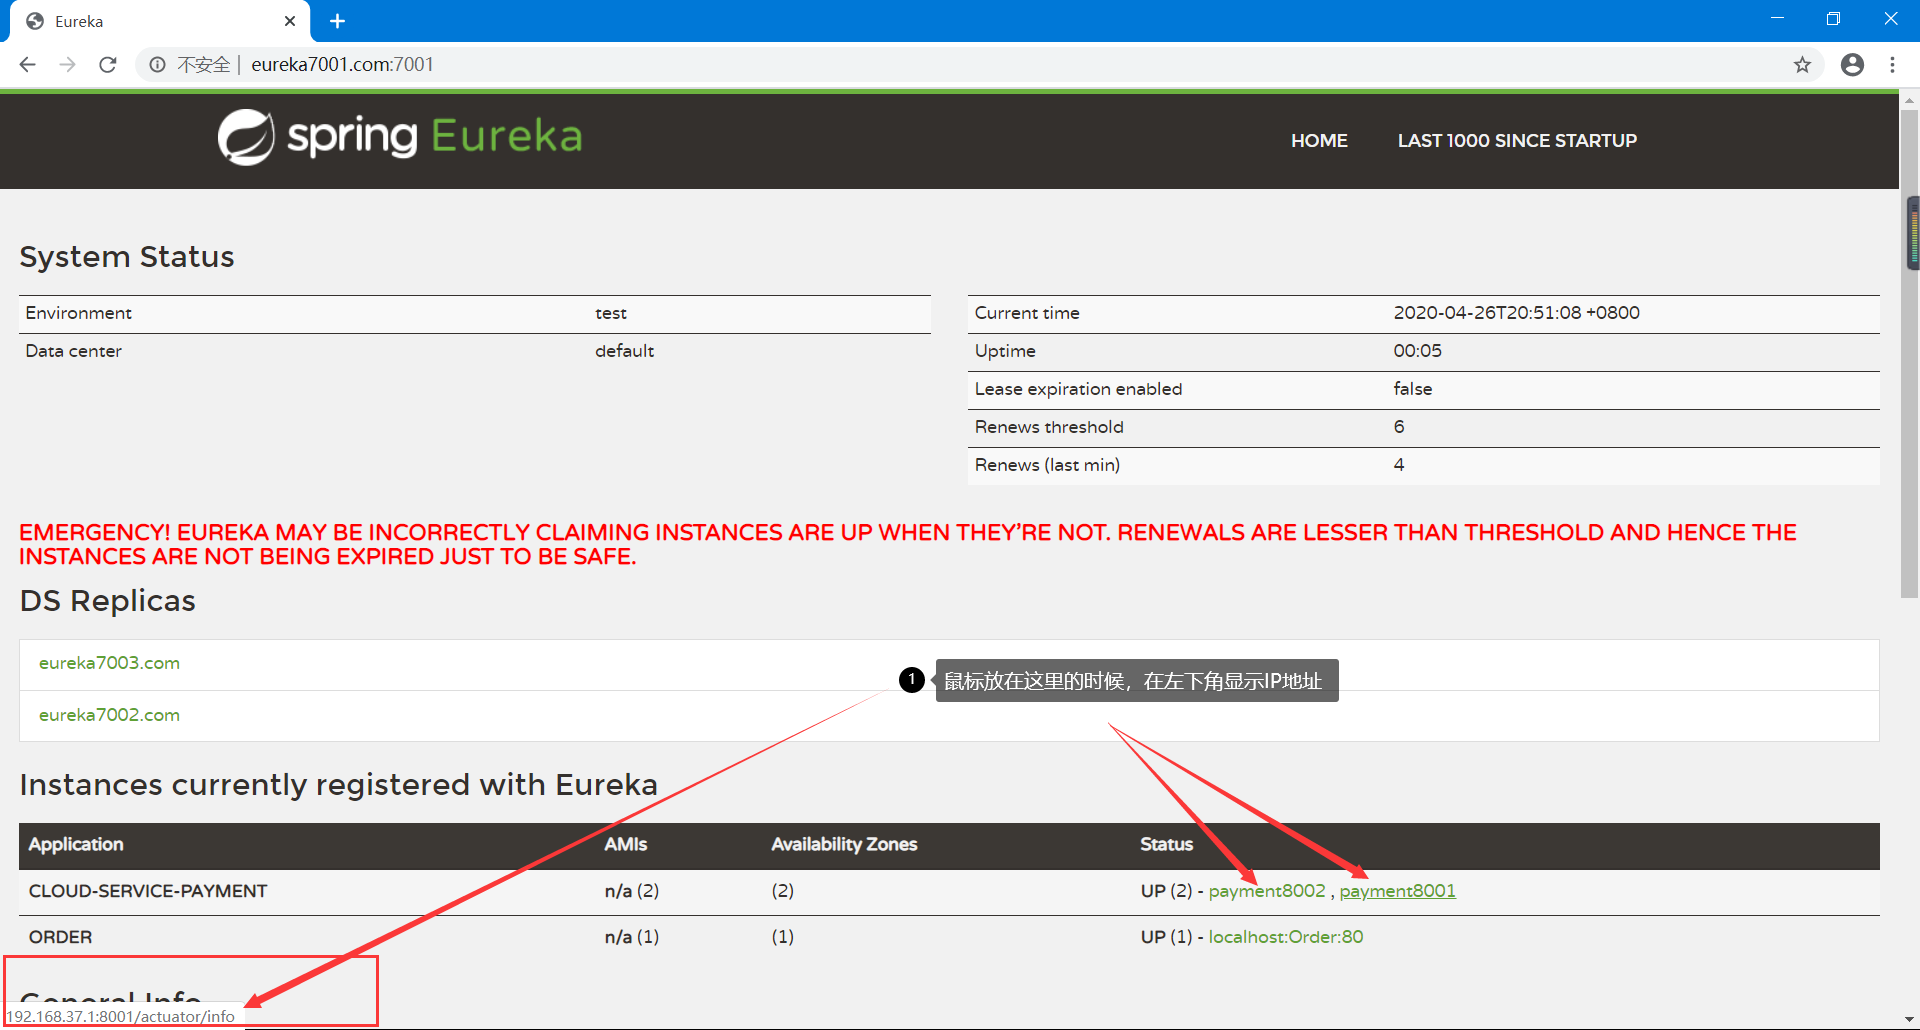 Eureka
不安全 | eureka7001.com:7001
spring Eureka
HOME LAST 1000 SINCE STARTUP
System Status
Environment test
Data center default
Current time 2020-04-26T20:51:08 +0800
Uptime 00:05
Lease expiration enabled false
Renews threshold 6
Renews (last min) 4
EMERGENCY! EUREKA MAY BE INCORRECTLY CLAIMING INSTANCES ARE UP WHEN THEY'RE NOT. RENEWALS ARE LESSER THAN THRESHOLD AND HENCE THE
INSTANCES ARE NOT BEING EXPIRED JUST TO BE SAFE.
DS Replicas
eureka7003.com
1 鼠标放在这里的时候，在左下角显示IP地址
eureka7002.com
Instances currently registered with Eureka
Application AMIs Availability Zones Status
CLOUD-SERVICE-PAYMENT n/a (2) (2) UP (2) - payment8002 , payment8001
ORDER n/a (1) (1) UP (1) - localhost:Order:80
General Info
192.168.37.1:8001/actuator/info